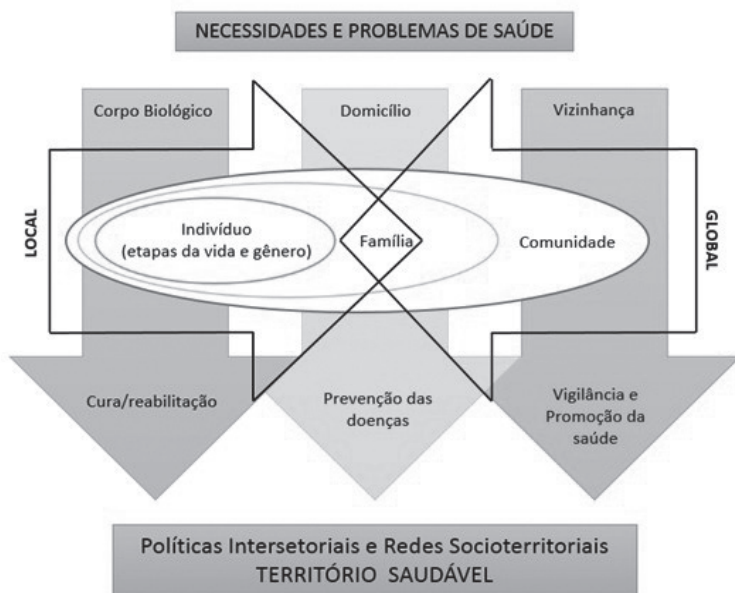 NECESSIDADES E PROBLEMAS DE SAÚDE
Corpo Biológico
Domicílio
Vizinhança
LOCAL
Indivíduo
(etapas da vida e gênero)
Família
Comunidade
GLOBAL
Cura/reabilitação
Prevenção das
doenças
Vigilância e
Promoção da
saúde
Políticas Intersetoriais e Redes Socioterritoriais
TERRITÓRIO SAUDÁVEL